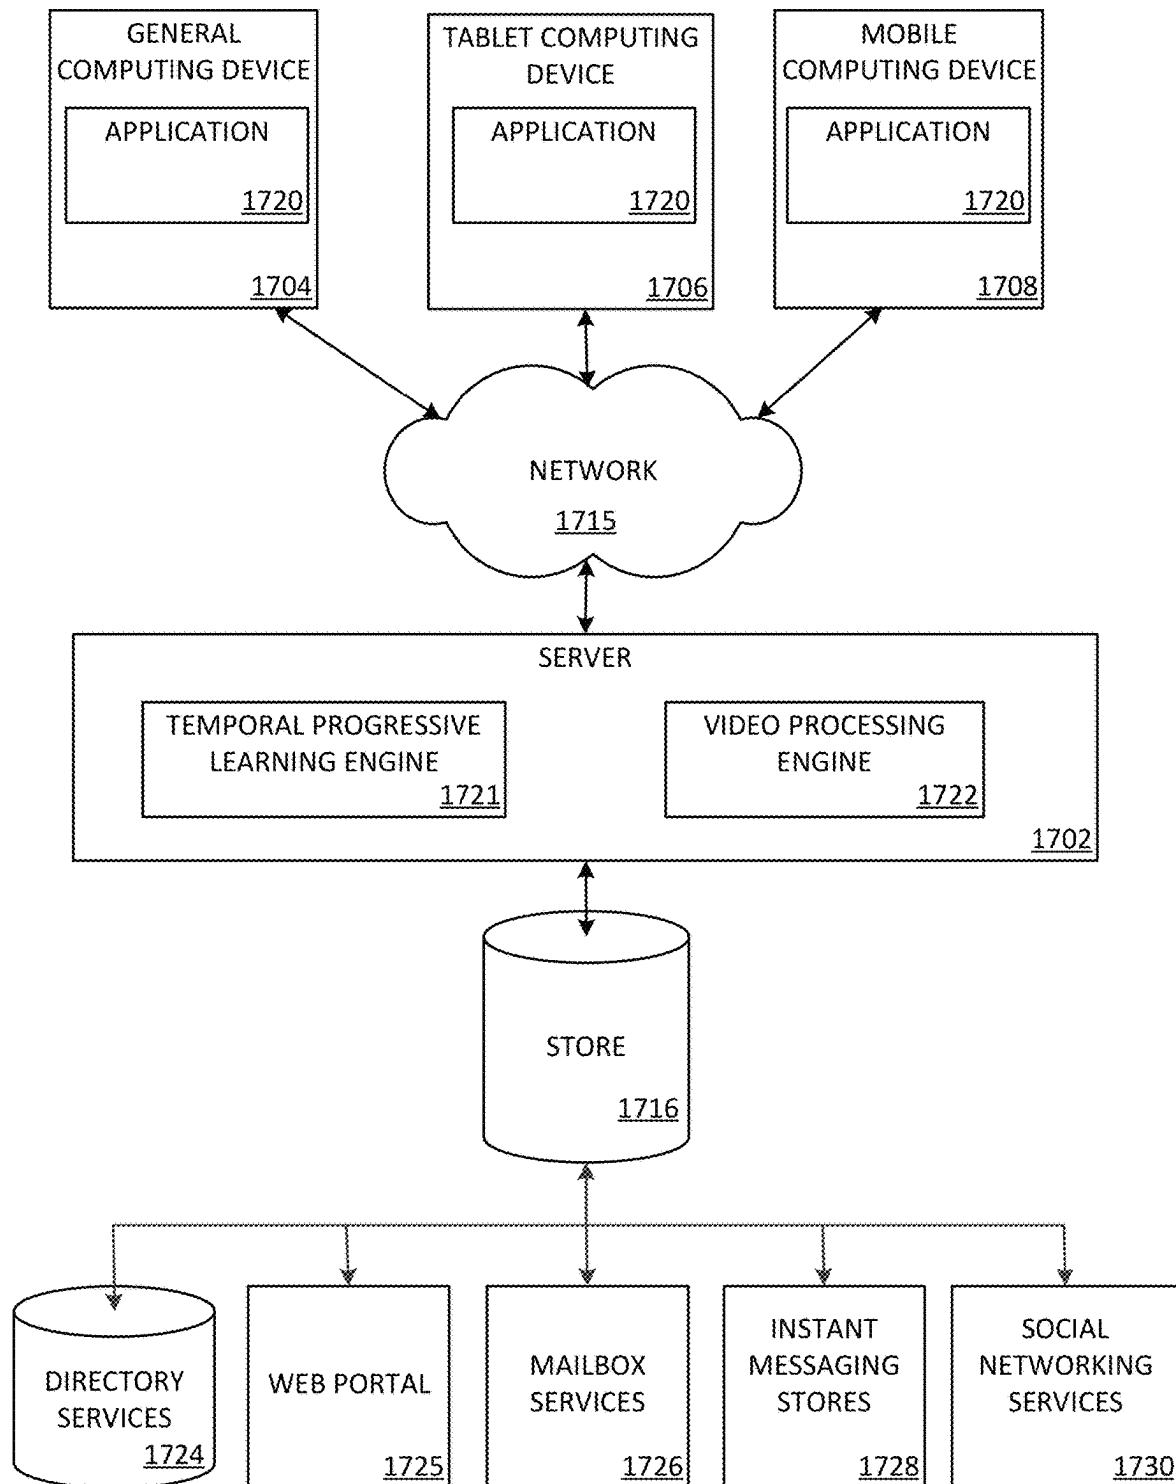 GENERAL
COMPUTING DEVICE
APPLICATION
1720
1704
TABLET COMPUTING
DEVICE
APPLICATION
1720
1706
MOBILE
COMPUTING DEVICE
APPLICATION
1720
1708
NETWORK
1715
SERVER
TEMPORAL PROGRESSIVE
LEARNING ENGINE
1721
VIDEO PROCESSING
ENGINE
1722
1702
STORE
1716
DIRECTORY
SERVICES
1724
WEB PORTAL
1725
MAILBOX
SERVICES
1726
INSTANT
MESSAGING
STORES
1728
SOCIAL
NETWORKING
SERVICES
1730